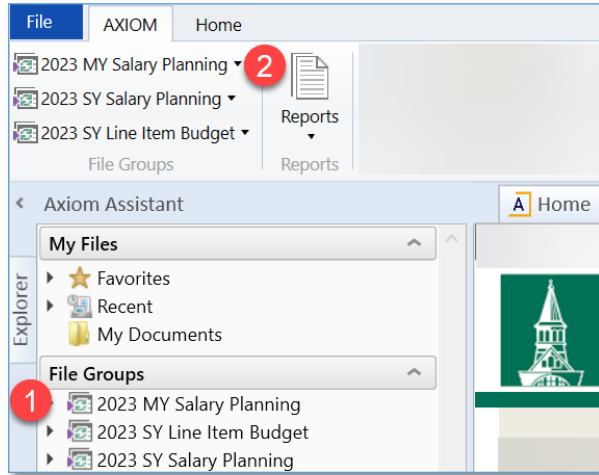 File AXIOM Home
2023 MY Salary Planning 2
2023 SY Salary Planning
2023 SY Line Item Budget
Reports
File Groups Reports
Axiom Assistant
A Home
My Files
Favorites
Recent
My Documents
Explorer
File Groups
1 2023 MY Salary Planning
2023 SY Line Item Budget
2023 SY Salary Planning